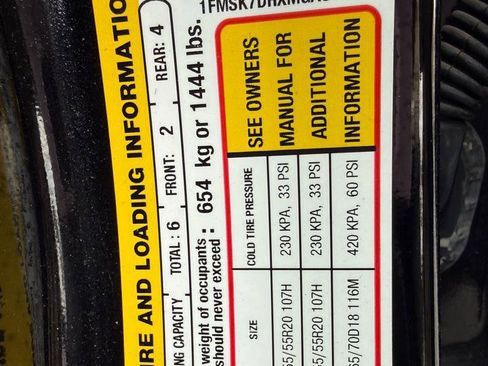 1FMSK7DHXMGA
IRE AND LOADING INFORMATION
NG CAPACITY TOTAL : 6 FRONT: 2 REAR: 4
weight of occupants
should never exceed : 654 kg or 1444 lbs.
SIZE COLD TIRE PRESSURE SEE OWNERS
55/55R20 107H 230 KPA, 33 PSI MANUAL FOR
5/55R20 107H 230 KPA, 33 PSI ADDITIONAL
65/70D18 116M 420 KPA, 60 PSI INFORMATION